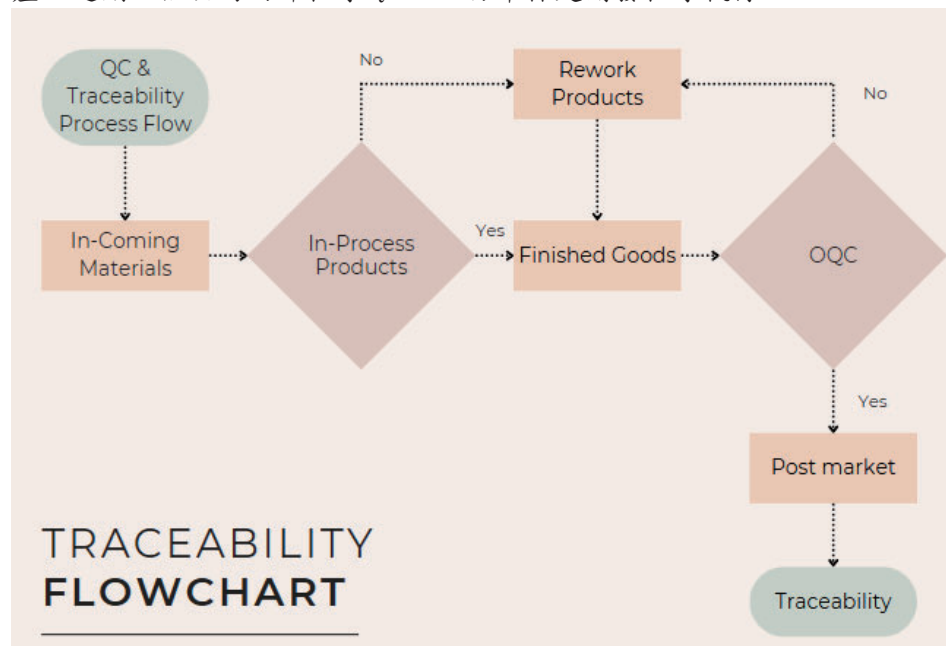 QC &
Traceability
Process Flow
No
Rework
Products
No
In-Coming
Materials
In-Process
Products
Yes
Finished Goods
OQC
Yes
Post market
Traceability
TRACEABILITY
FLOWCHART